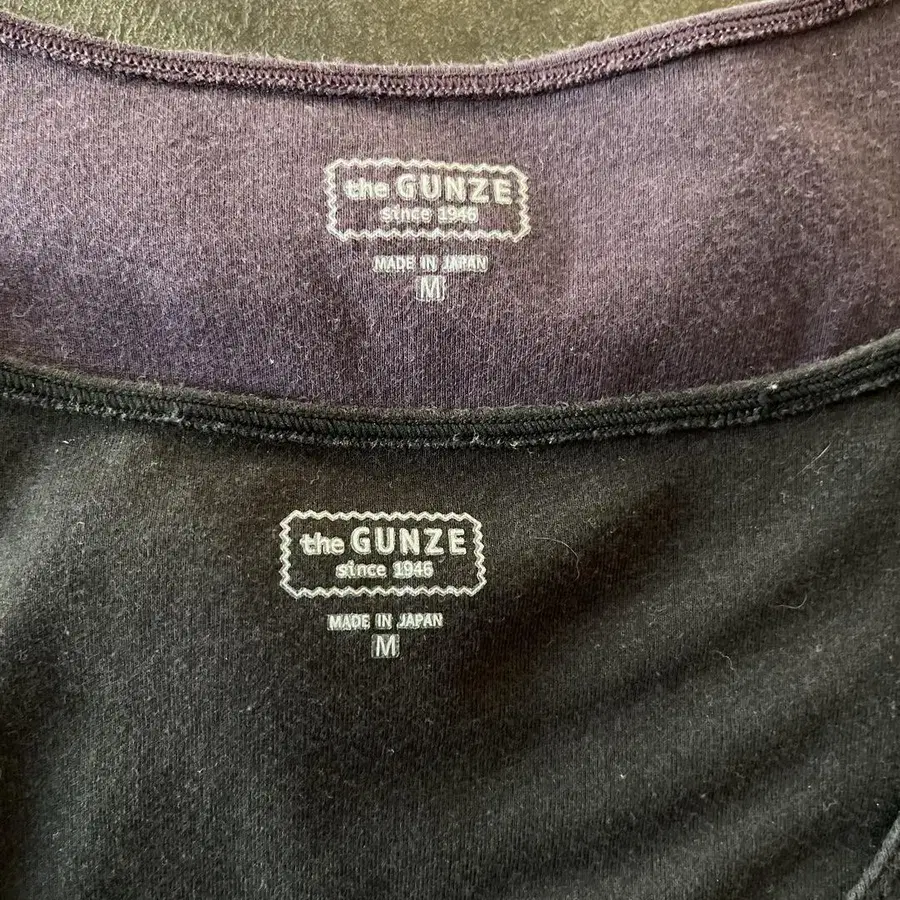 the GUNZE
since 1946
MADE IN JAPAN
M
the GUNZE
since 1946
MADE IN JAPAN
M